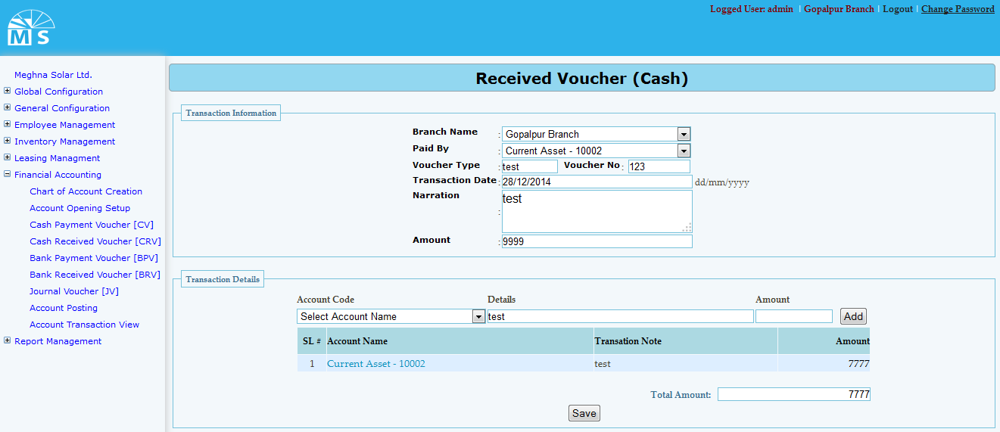 Logged User: admin | Gopalpur Branch | Logout | Change Password
M S
Meghna Solar Ltd.
Global Configuration
General Configuration
Employee Management
Inventory Management
Leasing Managment
Financial Accounting
Chart of Account Creation
Account Opening Setup
Cash Payment Voucher [CV]
Cash Received Voucher [CRV]
Bank Payment Voucher [BPV]
Bank Received Voucher [BRV]
Journal Voucher [JV]
Account Posting
Account Transaction View
Report Management
Received Voucher (Cash)
Transaction Information
Branch Name : Gopalpur Branch
Paid By : Current Asset - 10002
Voucher Type : test Voucher No : 123
Transaction Date : 28/12/2014 dd/mm/yyyy
Narration : test
Amount : 9999
Transaction Details
Account Code Details Amount
Select Account Name test Add
SL # Account Name Transation Note Amount
1 Current Asset - 10002 test 7777
Total Amount: 7777
Save